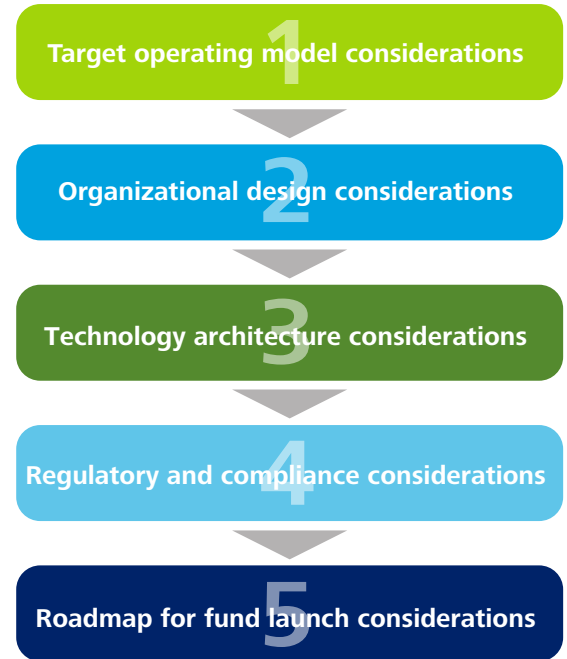 1
Target operating model considerations
2
Organizational design considerations
3
Technology architecture considerations
4
Regulatory and compliance considerations
5
Roadmap for fund launch considerations